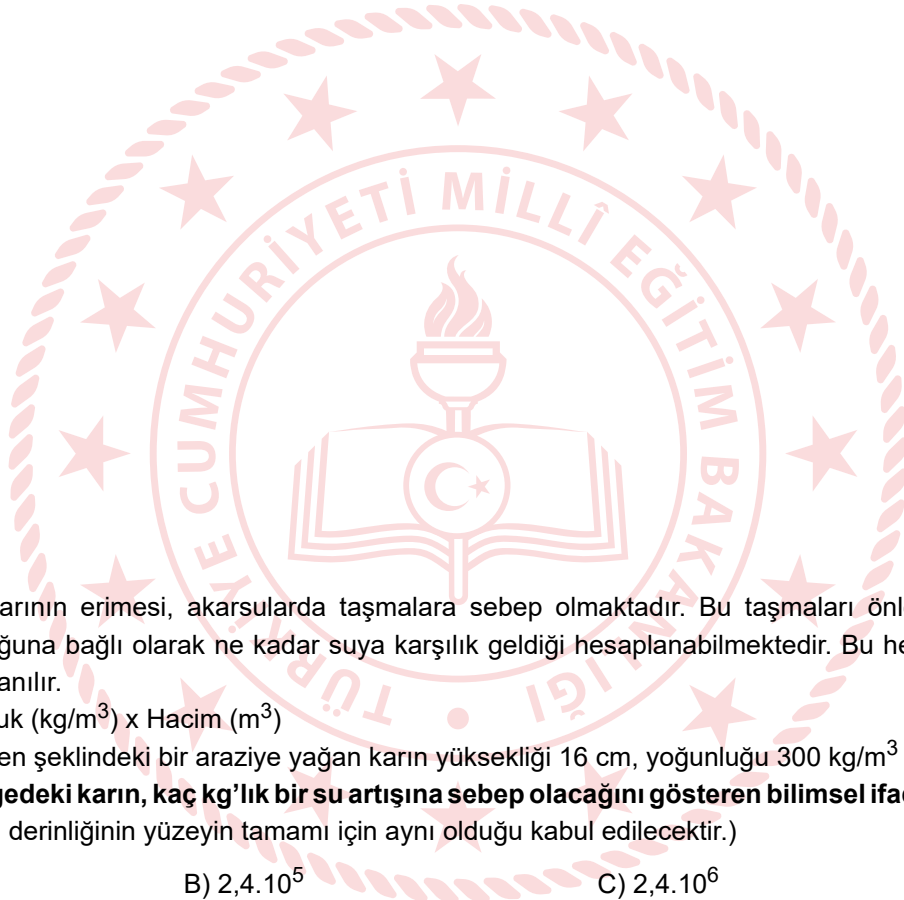 TÜRKİYE CUMHURİYETİ MİLLÎ EĞİTİM BAKANLIĞI
arının erimesi, akarsularda taşmalara sebep olmaktadır. Bu taşmaları önl
ğuna bağlı olarak ne kadar suya karşılık geldiği hesaplanabilmektedir. Bu he
anılır.
uk (kg/m³) x Hacim (m³)
en şeklindeki bir araziye yağan karın yüksekliği 16 cm, yoğunluğu 300 kg/m³
gedeki karın, kaç kg’lık bir su artışına sebep olacağını gösteren bilimsel ifac
derinliğinin yüzeyin tamamı için aynı olduğu kabul edilecektir.)
B) 2,4.10⁵ C) 2,4.10⁶